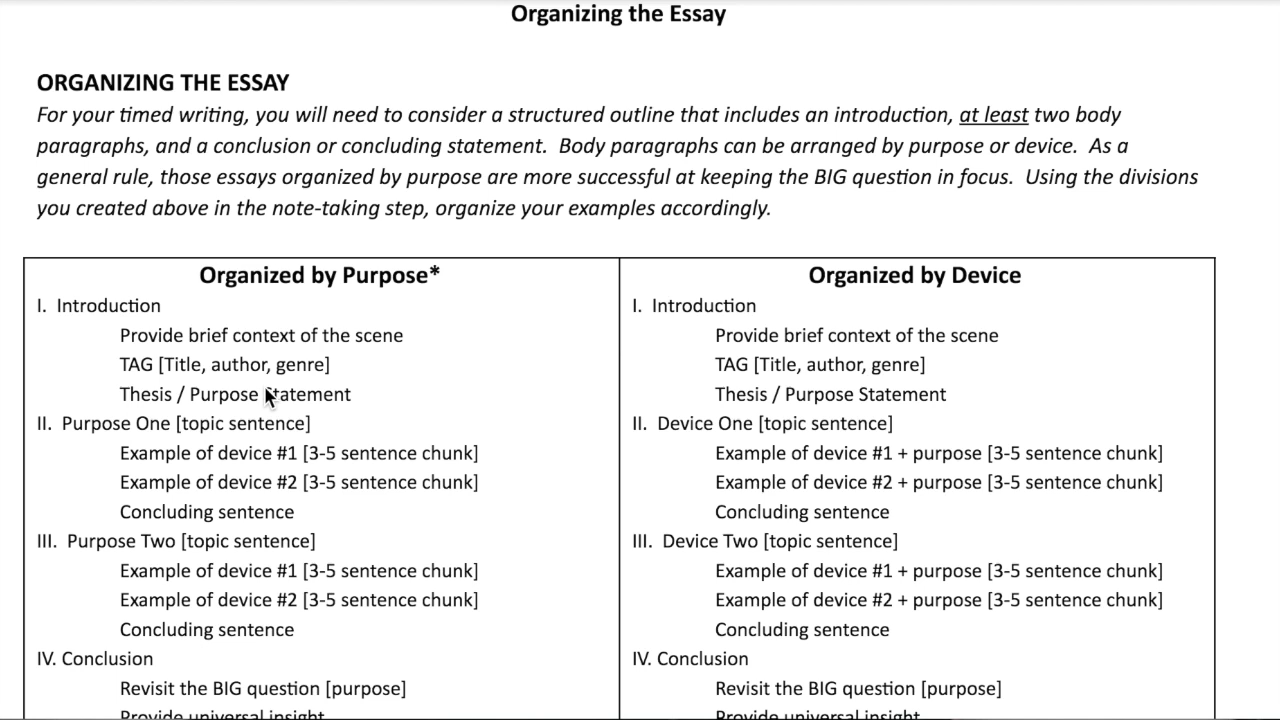 Organizing the Essay
ORGANIZING THE ESSAY
For your timed writing, you will need to consider a structured outline that includes an introduction, at least two body
paragraphs, and a conclusion or concluding statement.  Body paragraphs can be arranged by purpose or device.  As a
general rule, those essays organized by purpose are more successful at keeping the BIG question in focus.  Using the divisions
you created above in the note-taking step, organize your examples accordingly.
Organized by Purpose*
I.  Introduction
Provide brief context of the scene
TAG [Title, author, genre]
Thesis / Purpose Statement
II.  Purpose One [topic sentence]
Example of device #1 [3-5 sentence chunk]
Example of device #2 [3-5 sentence chunk]
Concluding sentence
III.  Purpose Two [topic sentence]
Example of device #1 [3-5 sentence chunk]
Example of device #2 [3-5 sentence chunk]
Concluding sentence
IV. Conclusion
Revisit the BIG question [purpose]
Provide universal insight
Organized by Device
I.  Introduction
Provide brief context of the scene
TAG [Title, author, genre]
Thesis / Purpose Statement
II.  Device One [topic sentence]
Example of device #1 + purpose [3-5 sentence chunk]
Example of device #2 + purpose [3-5 sentence chunk]
Concluding sentence
III.  Device Two [topic sentence]
Example of device #1 + purpose [3-5 sentence chunk]
Example of device #2 + purpose [3-5 sentence chunk]
Concluding sentence
IV. Conclusion
Revisit the BIG question [purpose]
Provide universal insight